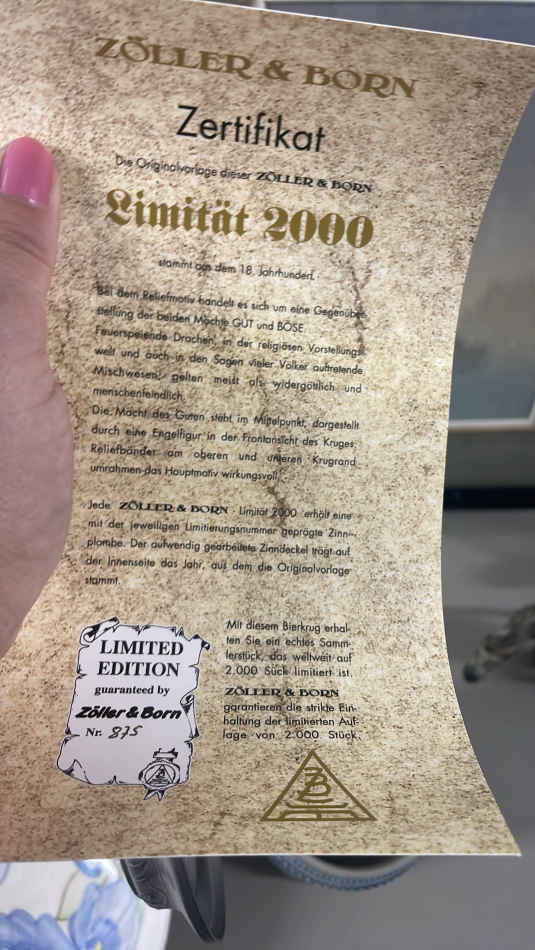 ZÖLLER & BORN
Zertifikat
Die Originalvorlage dieser ZÖLLER & BORN
Limität 2000
stammt aus dem 18. Jahrhundert.
Bei dem Reliefmotiv handelt es sich um eine Gegenüber-
stellung der beiden Mächte GUT und BÖSE.
Feuerspeiende Drachen, in der religiösen Vorstellungs-
welt und auch in den Sagen vieler Völker auftretende
Mischwesen, gelten meist als widergöttlich und
menschenfeindlich.
Die Macht des Guten steht im Mittelpunkt, dargestellt
durch eine Engelfigur in der Frontansicht des Kruges.
Reliefbänder am oberen und unteren Krugrand
umrahmen das Hauptmotiv wirkungsvoll.
Jede ZÖLLER & BORN Limität 2000 erhält eine
mit der jeweiligen Limitierungsnummer geprägte Zinn-
plombe. Der aufwendig gearbeitete Zinndeckel trägt auf
der Innenseite das Jahr, aus dem die Originalvorlage
stammt.
LIMITED
EDITION
guaranteed by
Zöller & Born
Nr. 875
Mit diesem Bierkrug erhal-
ten Sie ein echtes Samm-
lerstück, das weltweit auf
2.000 Stück limitiert ist.
ZÖLLER & BORN
garantieren die strikte Ein-
haltung der limitierten Auf-
lage von 2.000 Stück.